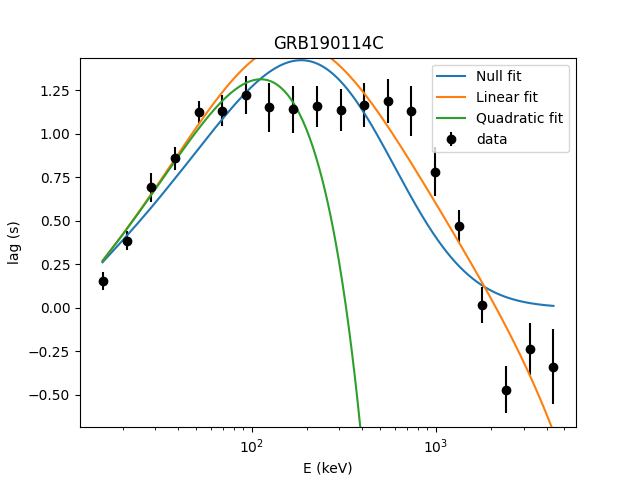 GRB190114C
Null fit
Linear fit
Quadratic fit
data
lag (s)
1.25
1.00
0.75
0.50
0.25
0.00
−0.25
−0.50
10²
10³
E (keV)